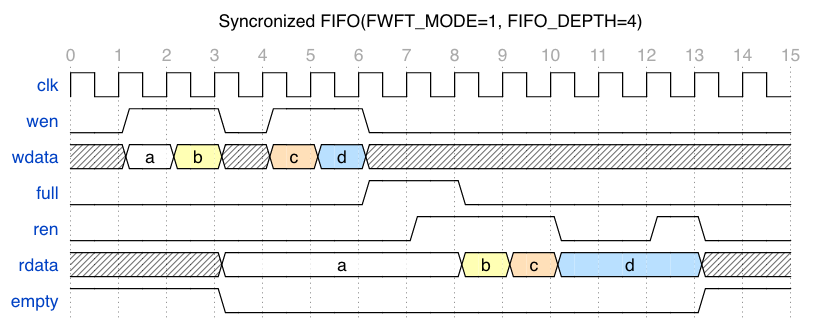 Syncronized FIFO(FWFT_MODE=1, FIFO_DEPTH=4)
0 1 2 3 4 5 6 7 8 9 10 11 12 13 14 15
clk
wen
wdata a b c d
full
ren
rdata a b c d
empty